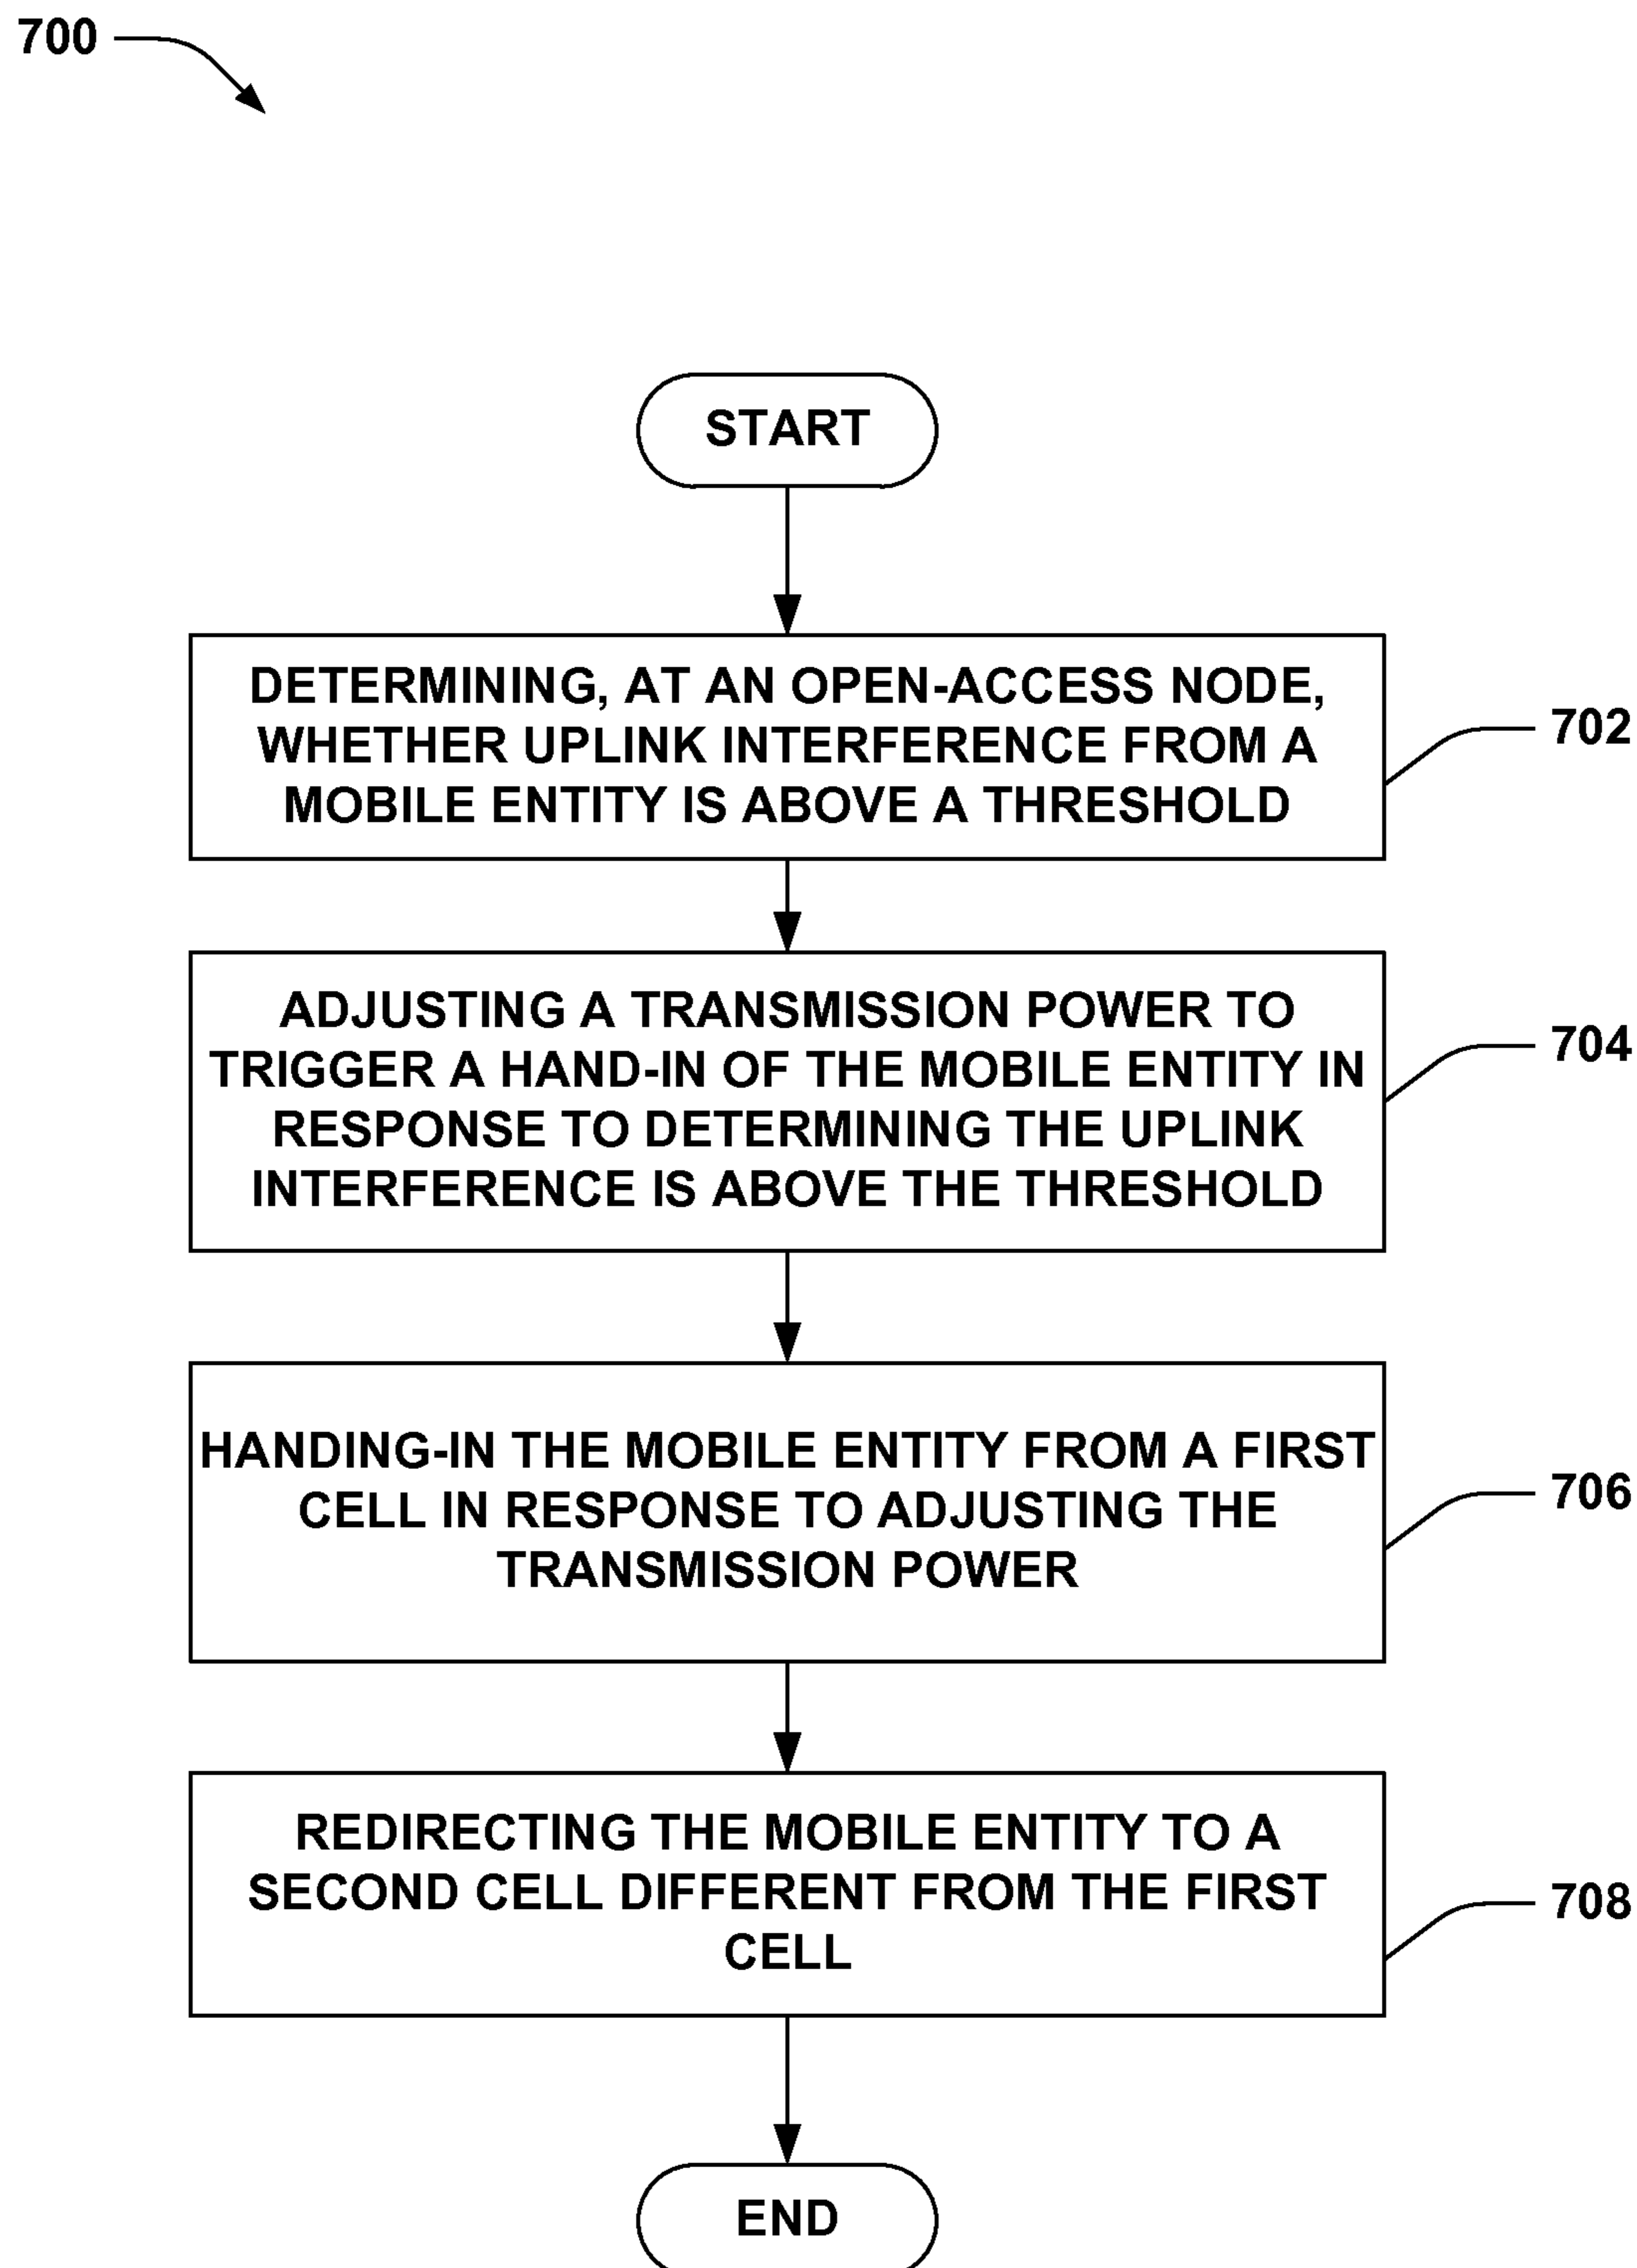 700
START
DETERMINING, AT AN OPEN-ACCESS NODE,
WHETHER UPLINK INTERFERENCE FROM A
MOBILE ENTITY IS ABOVE A THRESHOLD
702
ADJUSTING A TRANSMISSION POWER TO
TRIGGER A HAND-IN OF THE MOBILE ENTITY IN
RESPONSE TO DETERMINING THE UPLINK
INTERFERENCE IS ABOVE THE THRESHOLD
704
HANDING-IN THE MOBILE ENTITY FROM A FIRST
CELL IN RESPONSE TO ADJUSTING THE
TRANSMISSION POWER
706
REDIRECTING THE MOBILE ENTITY TO A
SECOND CELL DIFFERENT FROM THE FIRST
CELL
708
END